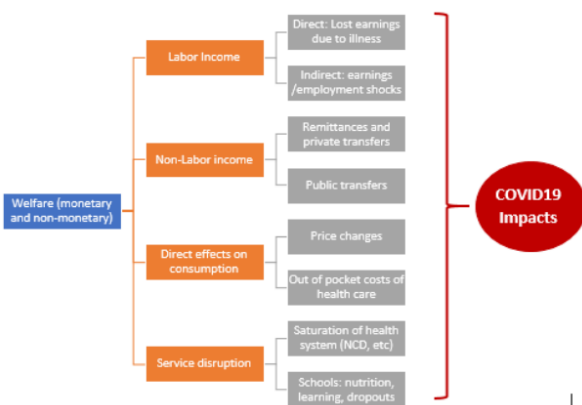 Welfare (monetary
and non-monetary)
Labor Income
Direct: Lost earnings
due to illness
Indirect: earnings
/employment shocks
Non-Labor income
Remittances and
private transfers
Public transfers
Direct effects on
consumption
Price changes
Out of pocket costs of
health care
Service disruption
Saturation of health
system (NCD, etc)
Schools: nutrition,
learning, dropouts
COVID19
Impacts